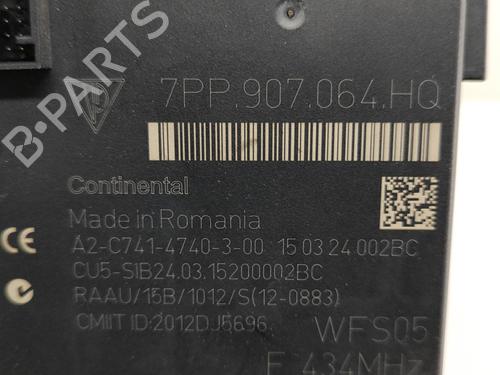 7PP.907.064.HQ
Continental
Made in Romania
A2-C741-4740-3-00 15 03 24 002BC
CU5-SIB24.03.15200002BC
RAAU/15B/1012/S(12-0883)
CMIIT ID:2012DJ5696
WFS05
F 434MHz
CE
B-Parts
B-Parts